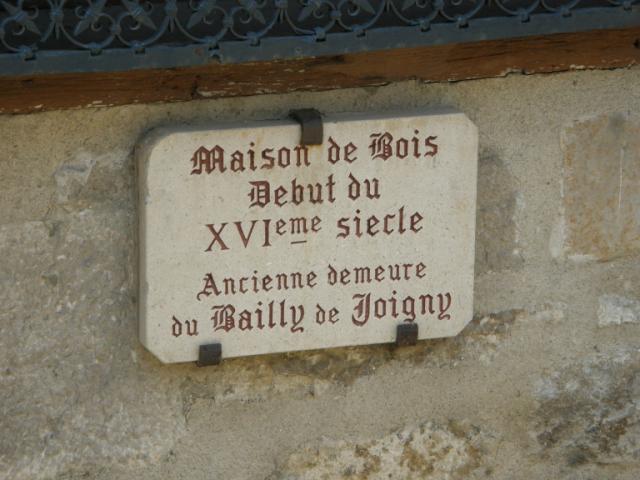 Maison de Bois
Debut du
XVIeme siecle
Ancienne demeure
du Bailly de Joigny